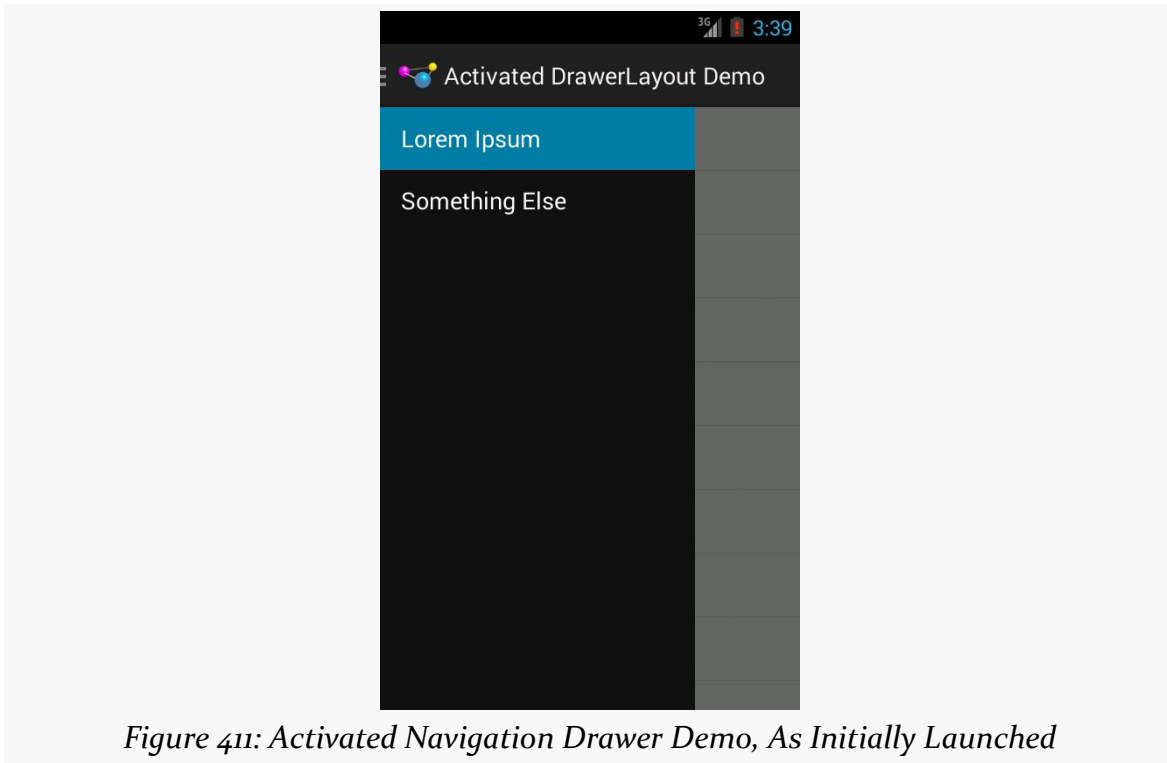 3G 3:39
Activated DrawerLayout Demo
Lorem Ipsum
Something Else
Figure 411: Activated Navigation Drawer Demo, As Initially Launched